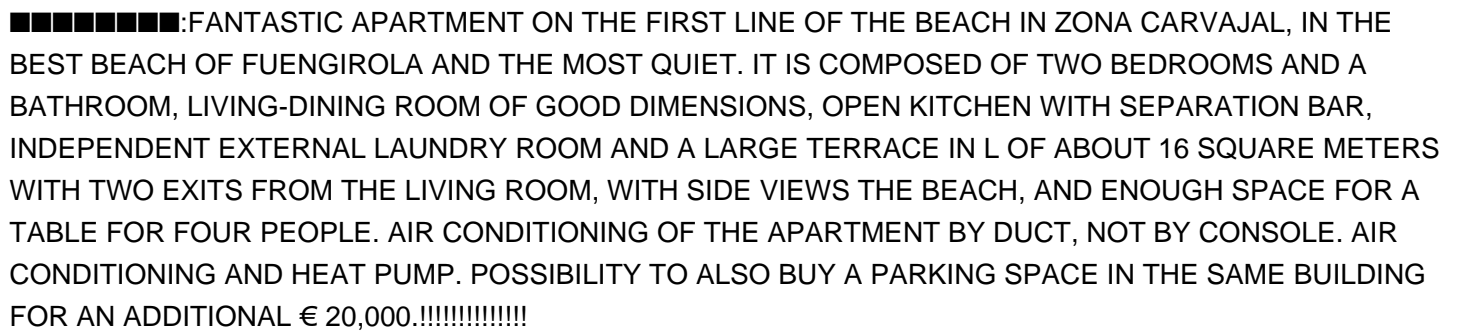 ■■■■■■■■■:FANTASTIC APARTMENT ON THE FIRST LINE OF THE BEACH IN ZONA CARVAJAL, IN THE
BEST BEACH OF FUENGIROLA AND THE MOST QUIET. IT IS COMPOSED OF TWO BEDROOMS AND A
BATHROOM, LIVING-DINING ROOM OF GOOD DIMENSIONS, OPEN KITCHEN WITH SEPARATION BAR,
INDEPENDENT EXTERNAL LAUNDRY ROOM AND A LARGE TERRACE IN L OF ABOUT 16 SQUARE METERS
WITH TWO EXITS FROM THE LIVING ROOM, WITH SIDE VIEWS THE BEACH, AND ENOUGH SPACE FOR A
TABLE FOR FOUR PEOPLE. AIR CONDITIONING OF THE APARTMENT BY DUCT, NOT BY CONSOLE. AIR
CONDITIONING AND HEAT PUMP. POSSIBILITY TO ALSO BUY A PARKING SPACE IN THE SAME BUILDING
FOR AN ADDITIONAL € 20,000.!!!!!!!!!!!!!!